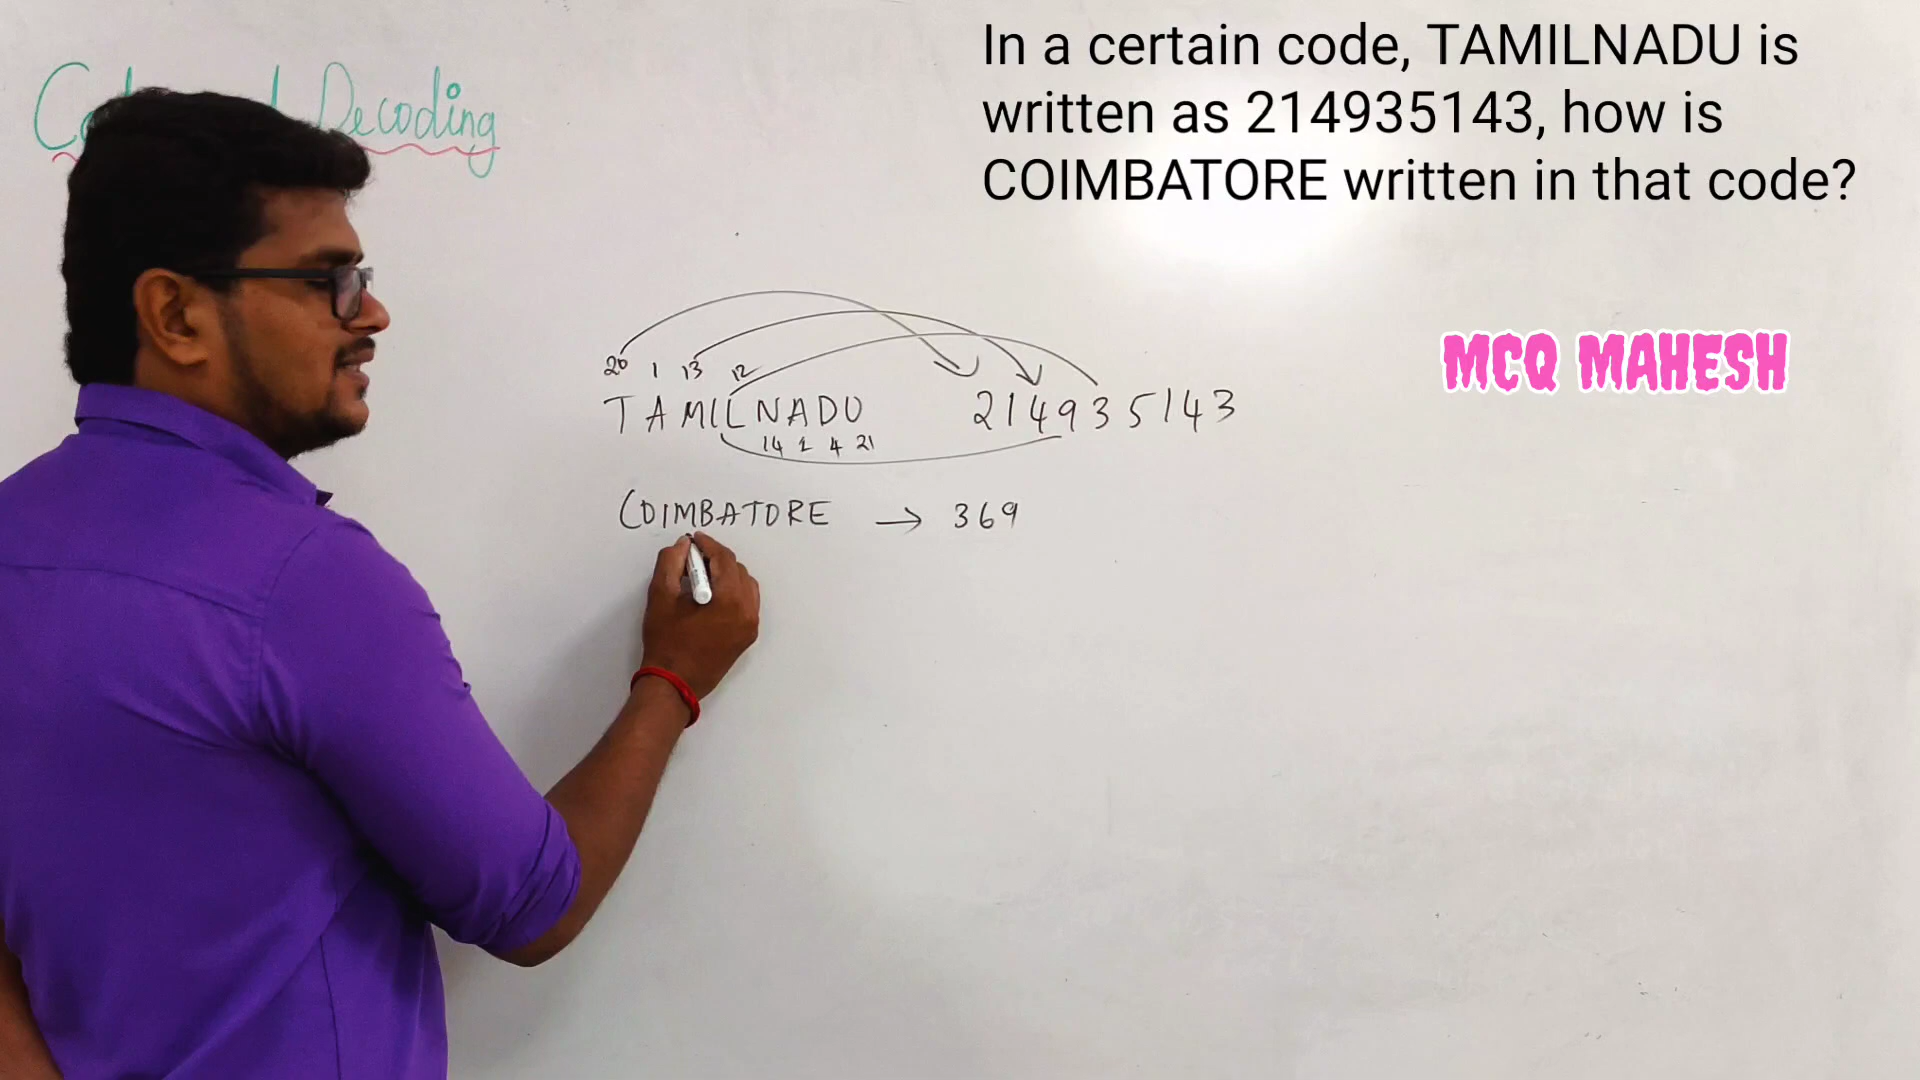 In a certain code, TAMILNADU is
written as 214935143, how is
COIMBATORE written in that code?
Decoding
MCQ MAHESH
20 1 13 12
TAMILNADU 214935143
14 1 4 21
COIMBATORE → 369